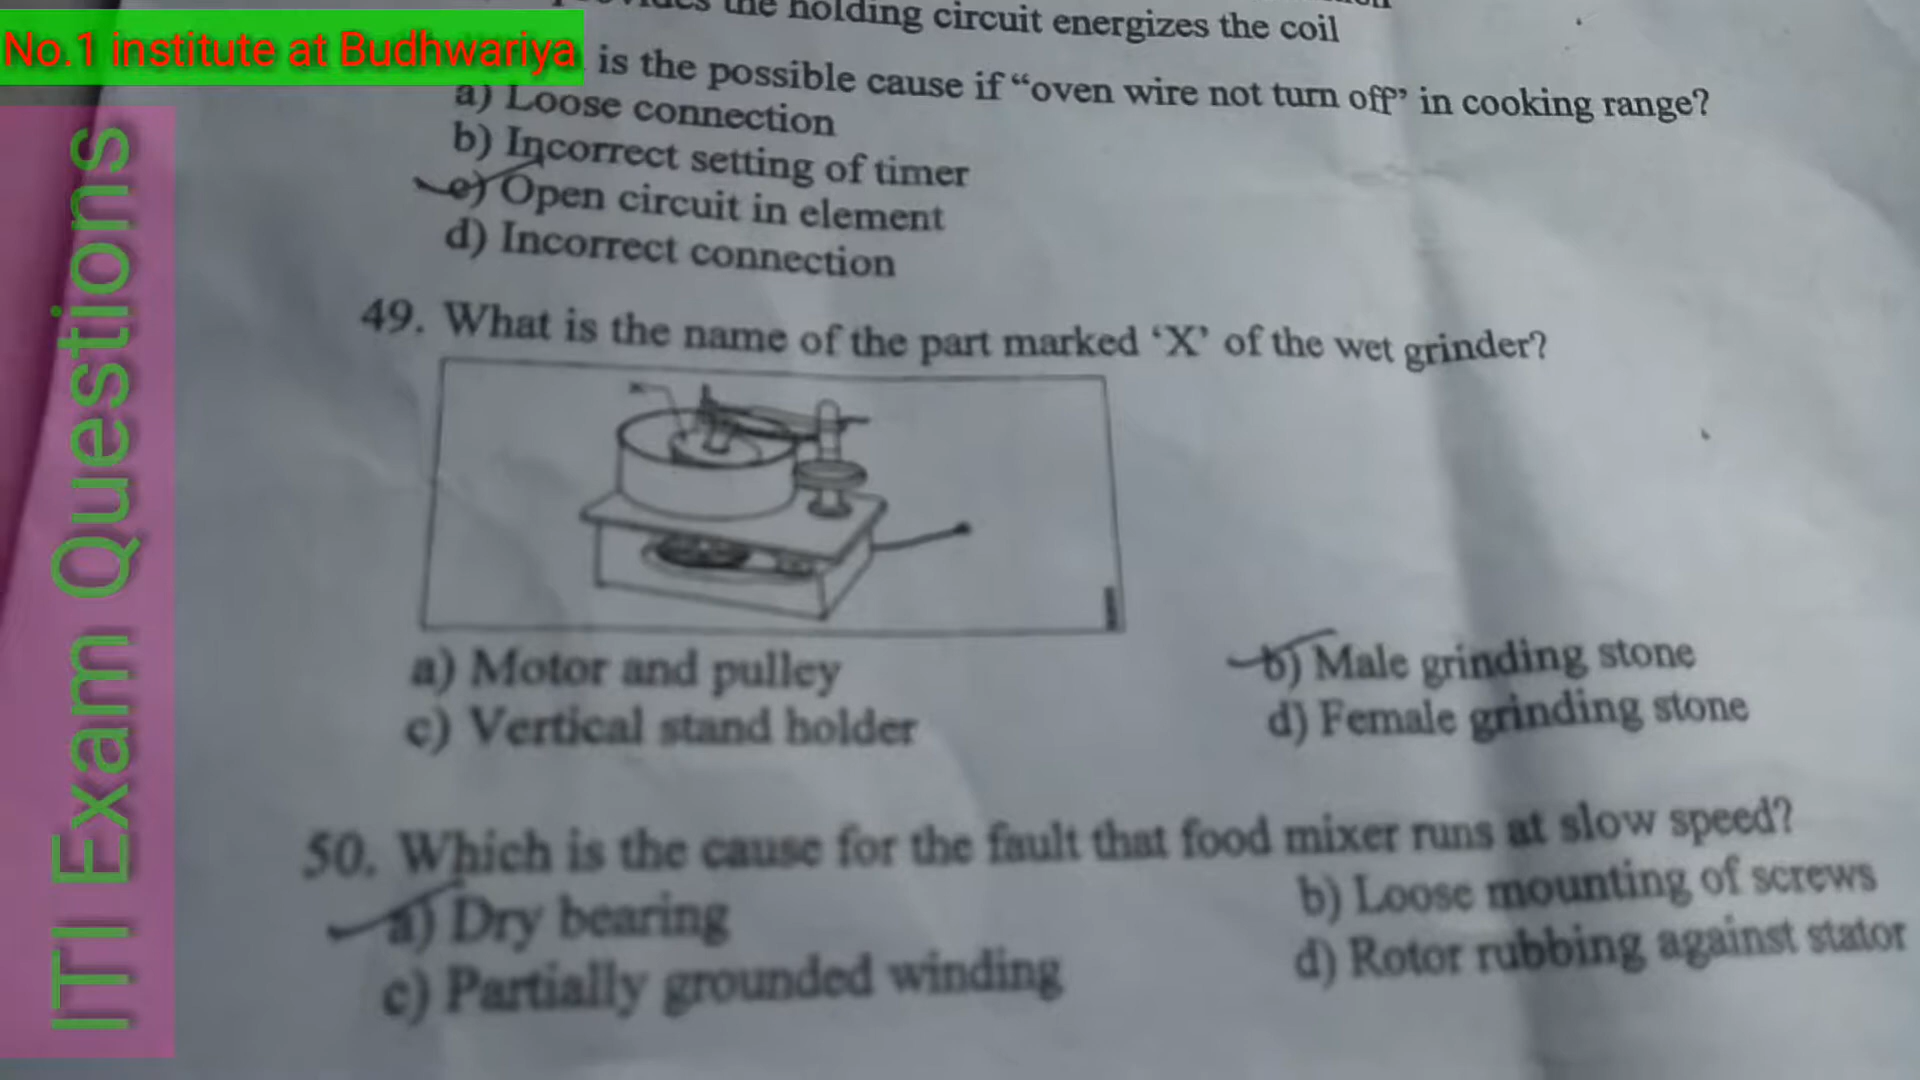 the holding circuit energizes the coil
No.1 institute at Budhwariya
is the possible cause if “oven wire not turn off” in cooking range?
a) Loose connection
b) Incorrect setting of timer
c) Open circuit in element
d) Incorrect connection
49. What is the name of the part marked ‘X’ of the wet grinder?
X
a) Motor and pulley
b) Male grinding stone
c) Vertical stand holder
d) Female grinding stone
50. Which is the cause for the fault that food mixer runs at slow speed?
a) Dry bearing
b) Loose mounting of screws
c) Partially grounded winding
d) Rotor rubbing against stator
ITI Exam Questions